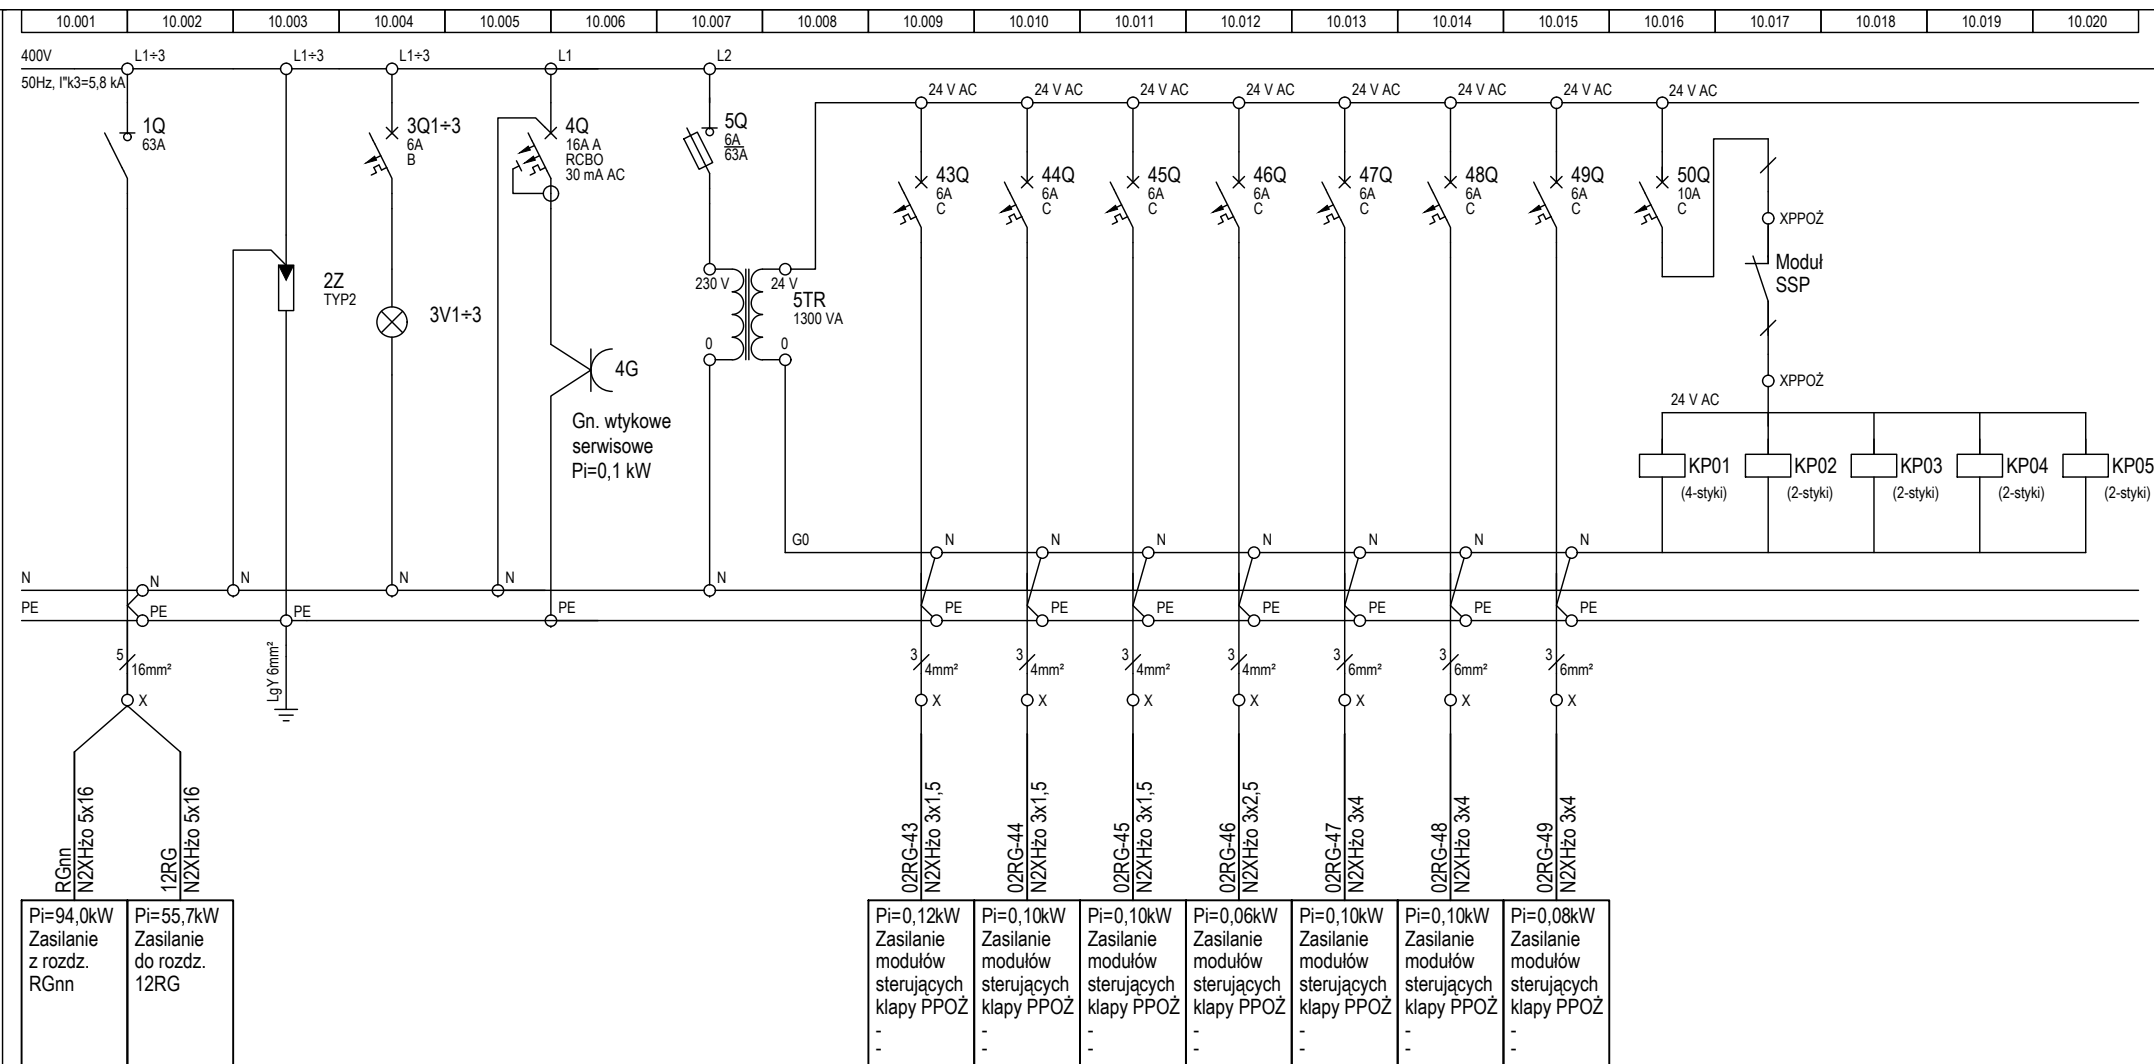 10.001
10.002
10.003
10.004
10.005
10.006
10.007
10.008
10.009
10.010
10.011
10.012
10.013
10.014
10.015
10.016
10.017
10.018
10.019
10.020
400V
50Hz, I"k3=5,8 kA
L1÷3
L1÷3
L1÷3
L1
L2
24 V AC
24 V AC
24 V AC
24 V AC
24 V AC
24 V AC
24 V AC
24 V AC
1Q
63A
2Z
TYP2
3Q1÷3
6A
B
3V1÷3
4Q
16A A
RCBO
30 mA AC
4G
Gn. wtykowe
serwisowe
Pi=0,1 kW
5Q
6A
63A
230 V
24 V
0
0
5TR
1300 VA
43Q
6A
C
44Q
6A
C
45Q
6A
C
46Q
6A
C
47Q
6A
C
48Q
6A
C
49Q
6A
C
50Q
10A
C
XPPOŻ
Moduł
SSP
XPPOŻ
24 V AC
KP01
(4-styki)
KP02
(2-styki)
KP03
(2-styki)
KP04
(2-styki)
KP05
(2-styki)
G0
N
N
N
N
N
N
N
N
N
N
N
N
N
PE
PE
PE
PE
PE
PE
PE
PE
PE
PE
PE
5
16mm²
X
LgY 6mm²
3
4mm²
X
3
4mm²
X
3
4mm²
X
3
4mm²
X
3
6mm²
X
3
6mm²
X
3
6mm²
X
RGnn
N2XHżo 5x16
12RG
N2XHżo 5x16
02RG-43
N2XHżo 3x1,5
02RG-44
N2XHżo 3x1,5
02RG-45
N2XHżo 3x1,5
02RG-46
N2XHżo 3x2,5
02RG-47
N2XHżo 3x4
02RG-48
N2XHżo 3x4
02RG-49
N2XHżo 3x4
Pi=94,0kW
Zasilanie
z rozdz.
RGnn
Pi=55,7kW
Zasilanie
do rozdz.
12RG
Pi=0,12kW
Zasilanie
modułów
sterujących
klapy PPOŻ
-
-
Pi=0,10kW
Zasilanie
modułów
sterujących
klapy PPOŻ
-
-
Pi=0,10kW
Zasilanie
modułów
sterujących
klapy PPOŻ
-
-
Pi=0,06kW
Zasilanie
modułów
sterujących
klapy PPOŻ
-
-
Pi=0,10kW
Zasilanie
modułów
sterujących
klapy PPOŻ
-
-
Pi=0,10kW
Zasilanie
modułów
sterujących
klapy PPOŻ
-
-
Pi=0,08kW
Zasilanie
modułów
sterujących
klapy PPOŻ
-
-